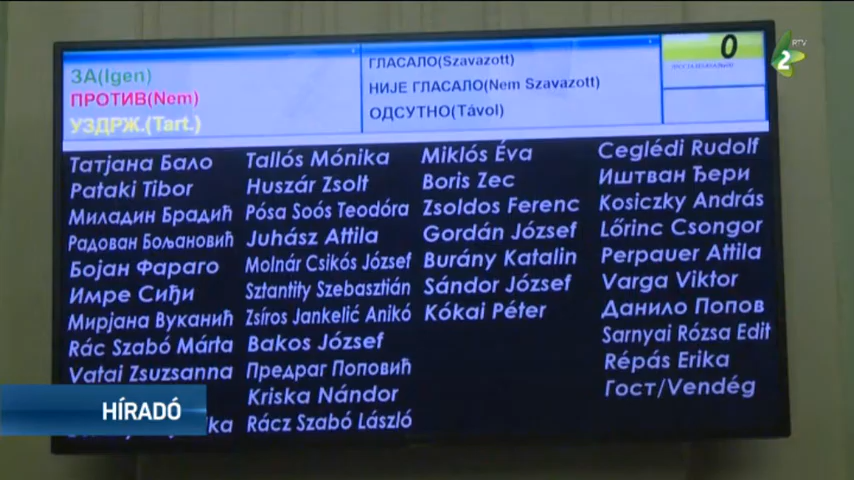 ЗА(Igen)
ПРОТИВ(Nem)
УЗДРЖ.(Tart.)
ГЛАСАЛО(Szavazott)
НИЈЕ ГЛАСАЛО(Nem Szavazott)
ОДСУТНО(Távol)
0
2
RTV
Татјана Бало
Pataki Tibor
Миладин Брадић
Радован Бољановић
Бојан Фараго
Имре Сиђи
Мирјана Вуканић
Rác Szabó Márta
Vatai Zsuzsanna
Tallós Mónika
Huszár Zsolt
Pósa Soós Teodóra
Juhász Attila
Molnár Csikós József
Sztantity Szebasztián
Zsíros Jankelić Anikó
Bakos József
Предраг Поповић
Kriska Nándor
Rácz Szabó László
Miklós Éva
Boris Zec
Zsoldos Ferenc
Gordán József
Burány Katalin
Sándor József
Kókai Péter
Ceglédi Rudolf
Иштван Ђери
Kosiczky András
Lőrinc Csongor
Perpauer Attila
Varga Viktor
Данило Попов
Sarnyai Rózsa Edit
Répás Erika
Гост/Vendég
HÍRADÓ